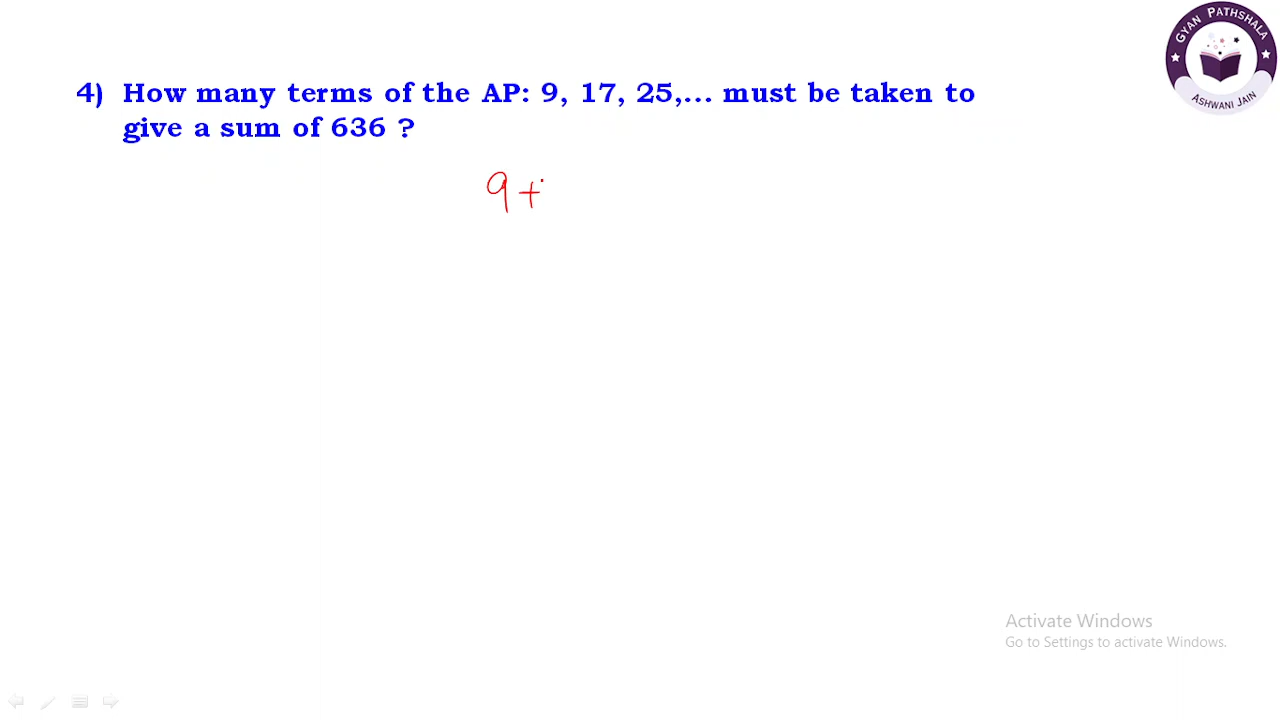 GYAN PATHSHALA
ASHWANI JAIN
4) How many terms of the AP: 9, 17, 25,... must be taken to
give a sum of 636 ?
9+
Activate Windows
Go to Settings to activate Windows.